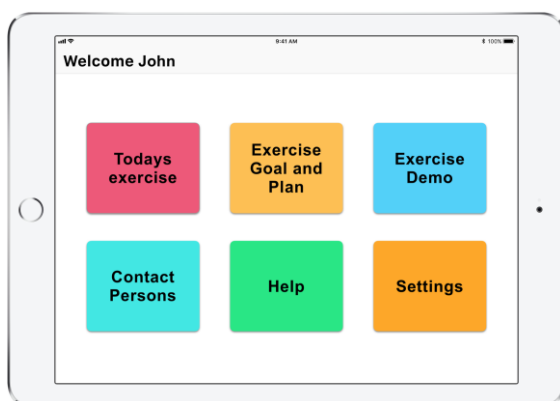 9:41 AM
100%
Welcome John
Todays
exercise
Exercise
Goal and
Plan
Exercise
Demo
Contact
Persons
Help
Settings